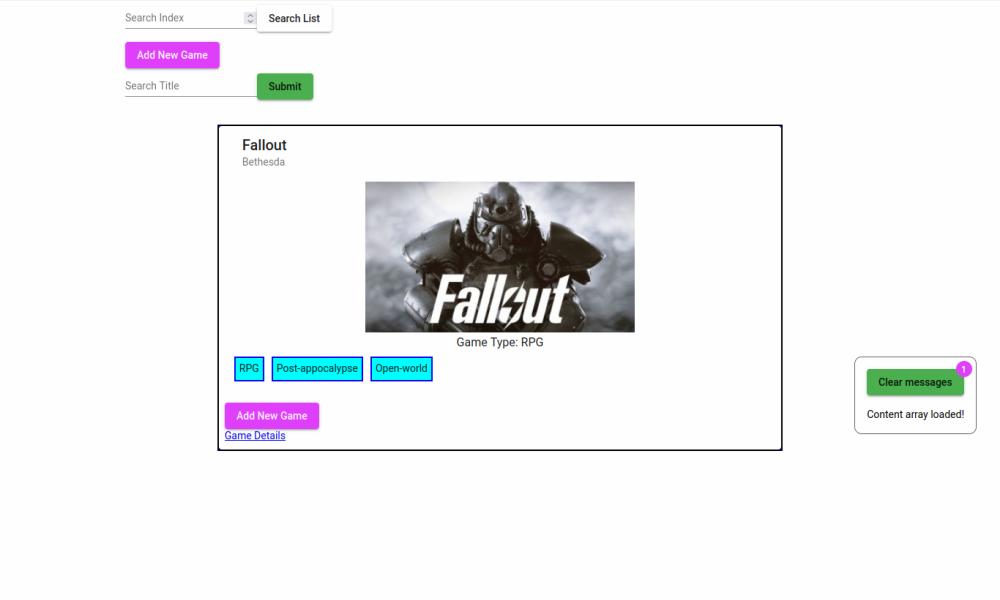 Search Index
Search List
Add New Game
Search Title
Submit
Fallout
Bethesda
Fallout
Game Type: RPG
RPG
Post-appocalypse
Open-world
Add New Game
Game Details
1
Clear messages
Content array loaded!